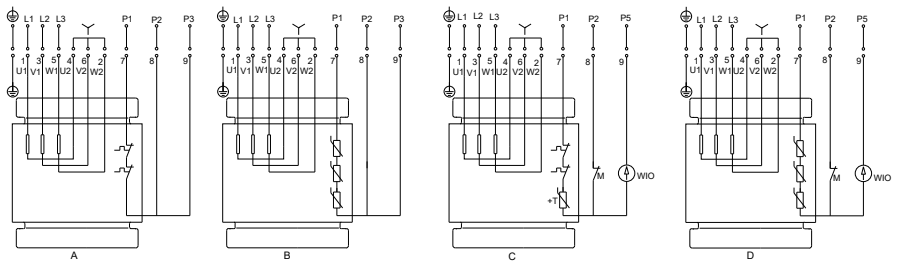 L1 L2 L3 P1 P2 P3
1 3 5 4 6 2 7 8 9
U1 V1 W1 U2 V2 W2
A
L1 L2 L3 P1 P2 P3
1 3 5 4 6 2 7 8 9
U1 V1 W1 U2 V2 W2
B
L1 L2 L3 P1 P2 P5
1 3 5 4 6 2 7 8 9
U1 V1 W1 U2 V2 W2
M WIO
+T
C
L1 L2 L3 P1 P2 P5
1 3 5 4 6 2 7 8 9
U1 V1 W1 U2 V2 W2
M WIO
D